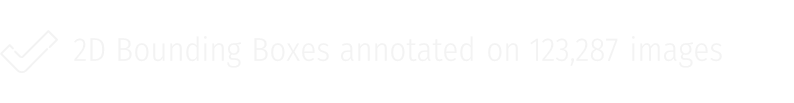 2D Bounding Boxes annotated on 123,287 images